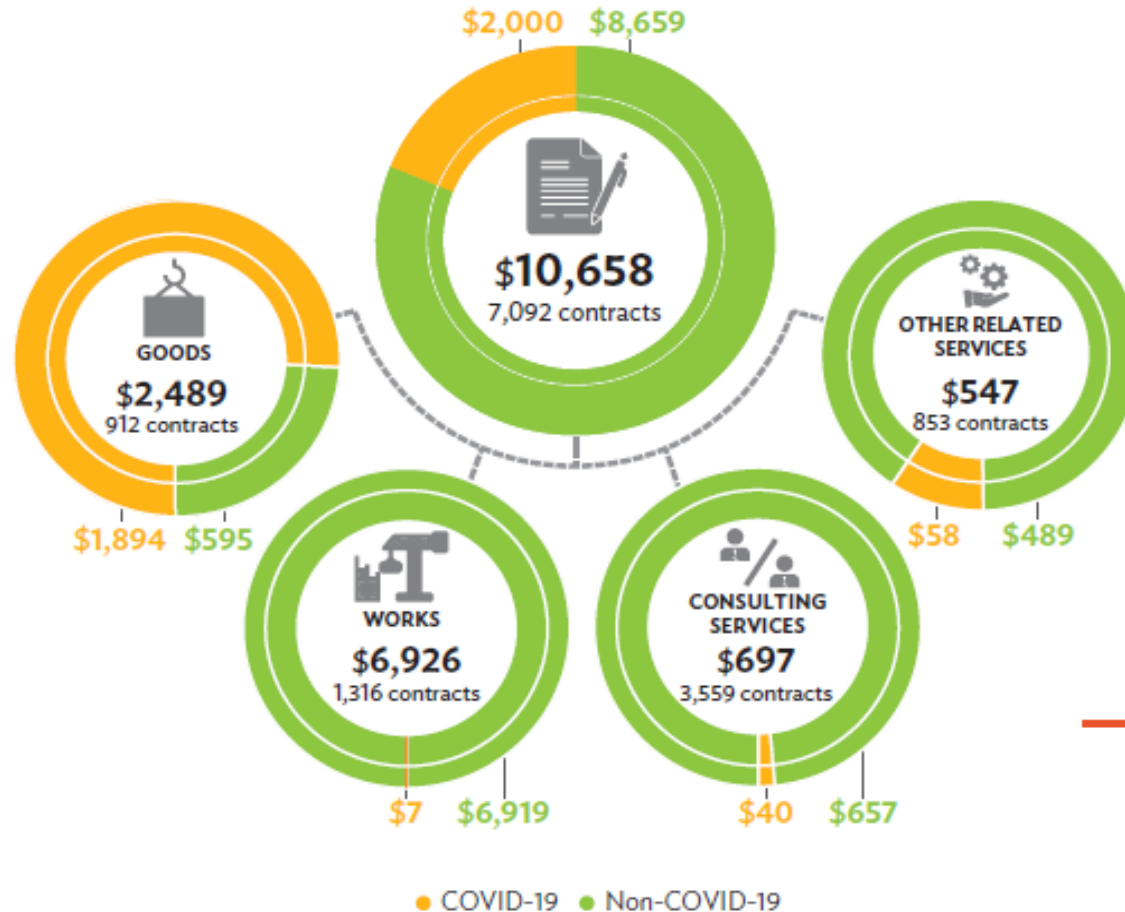 $2,000 $8,659
$10,658
7,092 contracts
GOODS
$2,489
912 contracts
$1,894 $595
OTHER RELATED
SERVICES
$547
853 contracts
$58 $489
WORKS
$6,926
1,316 contracts
$7 $6,919
CONSULTING
SERVICES
$697
3,559 contracts
$40 $657
COVID-19 Non-COVID-19